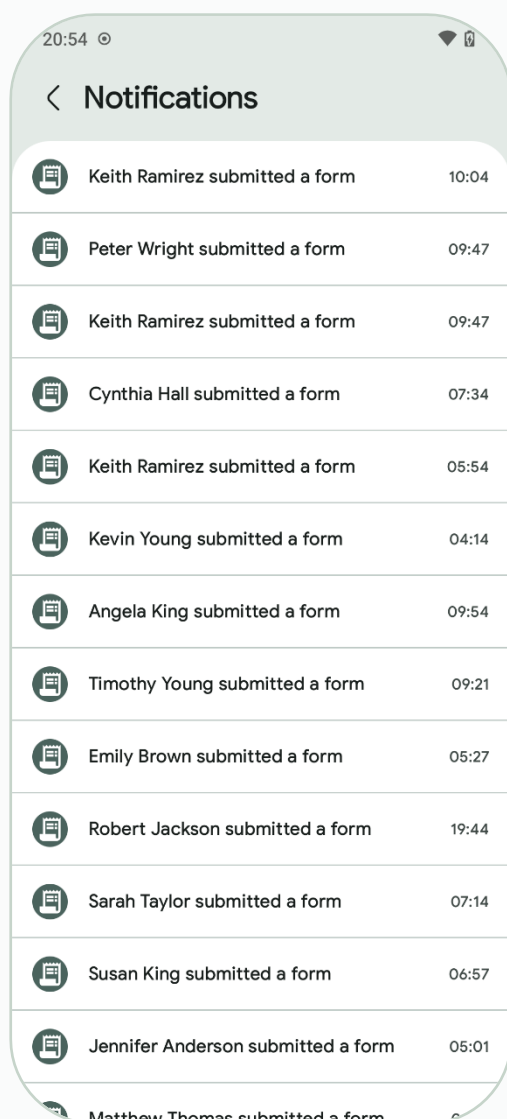 20:54
Notifications
Keith Ramirez submitted a form 10:04
Peter Wright submitted a form 09:47
Keith Ramirez submitted a form 09:47
Cynthia Hall submitted a form 07:34
Keith Ramirez submitted a form 05:54
Kevin Young submitted a form 04:14
Angela King submitted a form 09:54
Timothy Young submitted a form 09:21
Emily Brown submitted a form 05:27
Robert Jackson submitted a form 19:44
Sarah Taylor submitted a form 07:14
Susan King submitted a form 06:57
Jennifer Anderson submitted a form 05:01
Matthew Thomas submitted a form